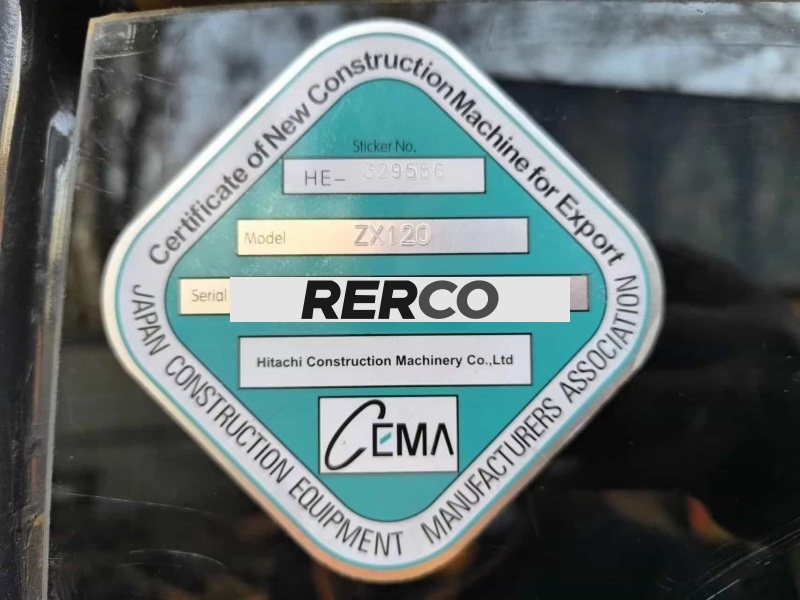 Certificate of New Construction Machine for Export
Sticker No.
HE- 329556
Model ZX120
Serial
RERCO
Hitachi Construction Machinery Co.,Ltd
CEMA
JAPAN CONSTRUCTION EQUIPMENT MANUFACTURERS ASSOCIATION